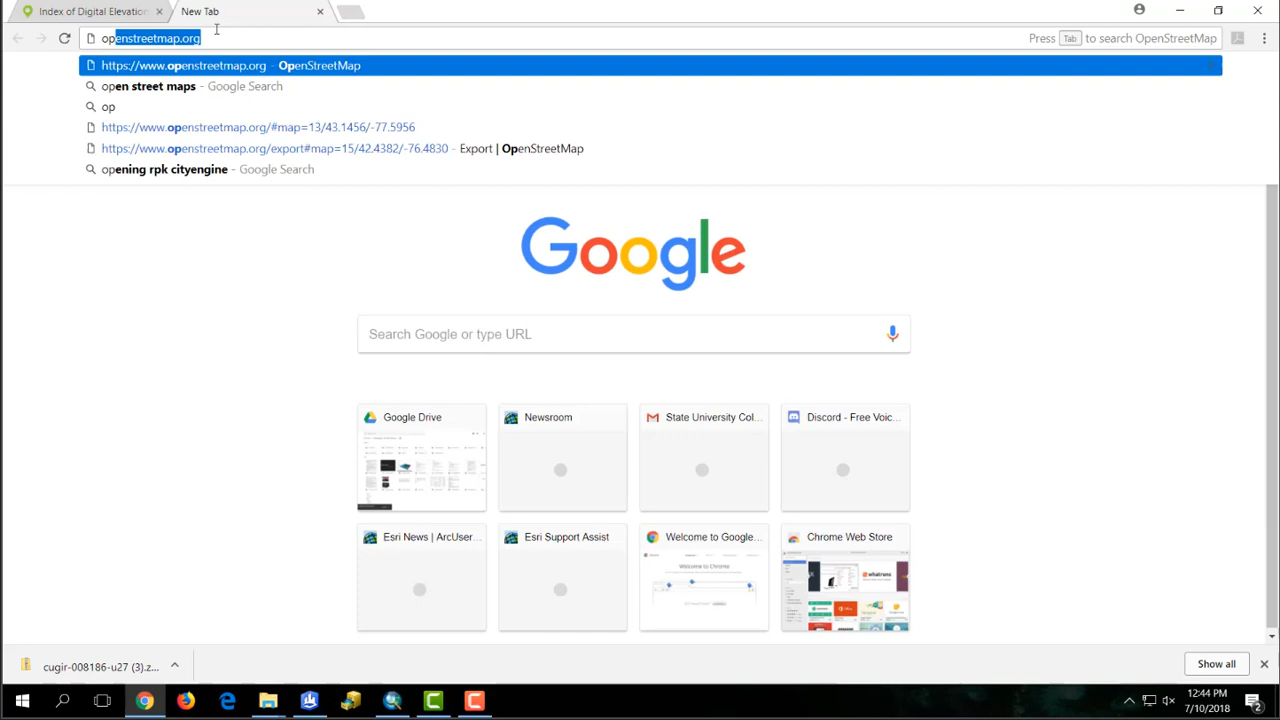 Index of Digital Elevation
New Tab
openstreetmap.org
Press Tab to search OpenStreetMap
https://www.openstreetmap.org - OpenStreetMap
open street maps - Google Search
op
https://www.openstreetmap.org/#map=13/43.1456/-77.5956
https://www.openstreetmap.org/export#map=15/42.4382/-76.4830 - Export | OpenStreetMap
opening rpk cityengine - Google Search
Google
Search Google or type URL
Google Drive
Newsroom
State University Col...
Discord - Free Voic...
Esri News | ArcUser...
Esri Support Assist
Welcome to Google...
Chrome Web Store
Welcome to Chrome
cugir-008186-u27 (3).z...
Show all
12:44 PM
7/10/2018
2